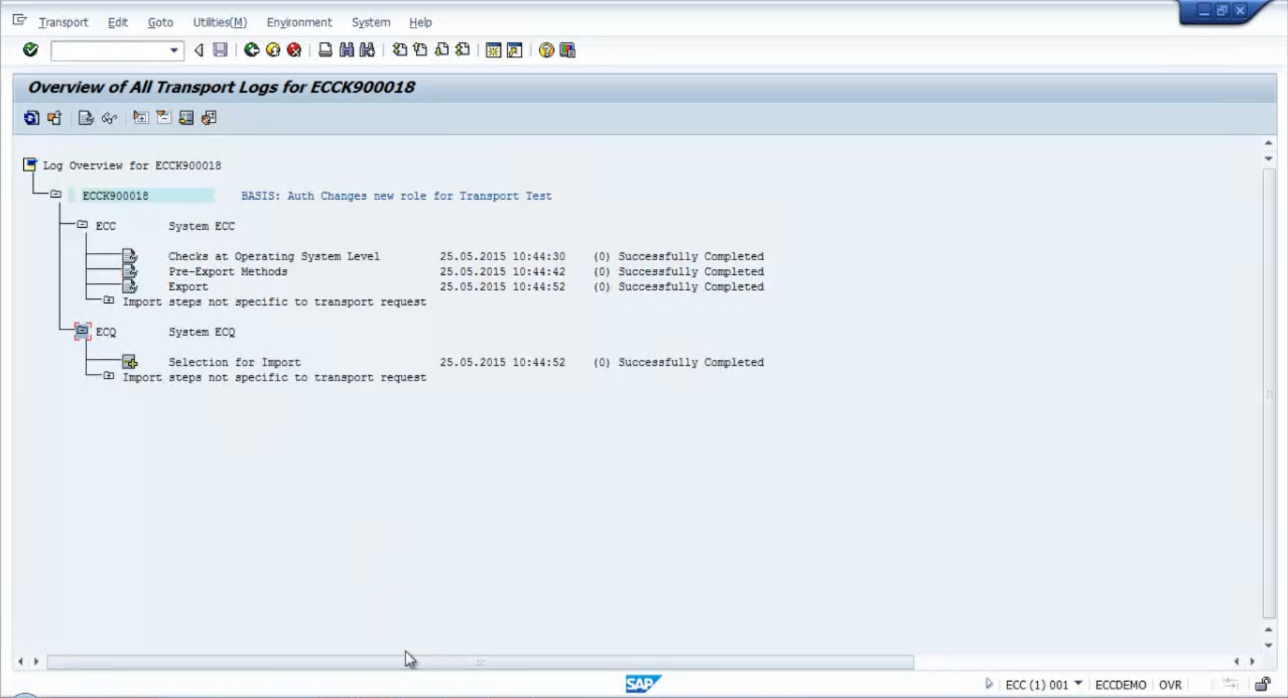 Transport Edit Goto Utilities(M) Environment System Help
Overview of All Transport Logs for ECCK900018
Log Overview for ECCK900018
ECCK900018 BASIS: Auth Changes new role for Transport Test
ECC System ECC
Checks at Operating System Level 25.05.2015 10:44:30 (0) Successfully Completed
Pre-Export Methods 25.05.2015 10:44:42 (0) Successfully Completed
Export 25.05.2015 10:44:52 (0) Successfully Completed
Import steps not specific to transport request
ECQ System ECQ
Selection for Import 25.05.2015 10:44:52 (0) Successfully Completed
Import steps not specific to transport request
SAP ECC (1) 001 ECCDEMO OVR